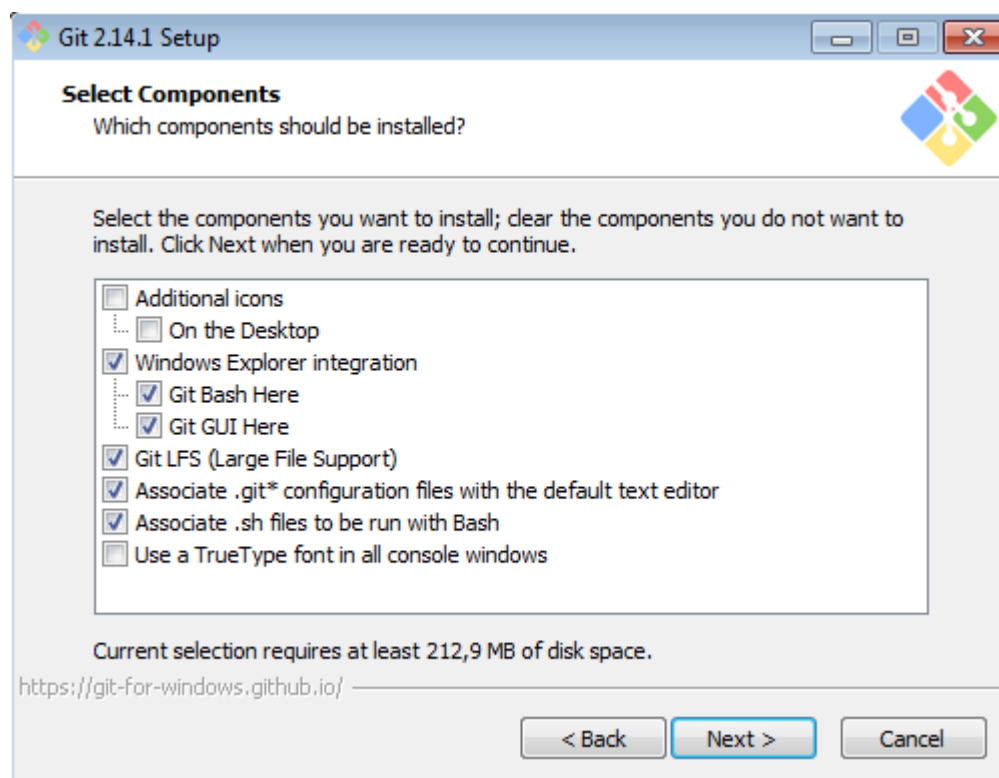 Git 2.14.1 Setup
Select Components
Which components should be installed?
Select the components you want to install; clear the components you do not want to
install. Click Next when you are ready to continue.
Additional icons
On the Desktop
Windows Explorer integration
Git Bash Here
Git GUI Here
Git LFS (Large File Support)
Associate .git* configuration files with the default text editor
Associate .sh files to be run with Bash
Use a TrueType font in all console windows
Current selection requires at least 212,9 MB of disk space.
https://git-for-windows.github.io/
< Back Next > Cancel